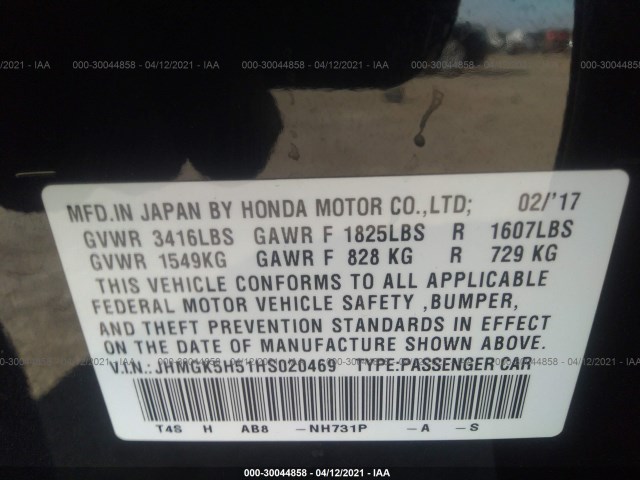 000-30044858 - 04/12/2021 - IAA
MFD.IN JAPAN BY HONDA MOTOR CO.,LTD; 02/'17
GVWR 3416LBS GAWR F 1825LBS R 1607LBS
GVWR 1549KG GAWR F 828 KG R 729 KG
THIS VEHICLE CONFORMS TO ALL APPLICABLE
FEDERAL MOTOR VEHICLE SAFETY ,BUMPER,
AND THEFT PREVENTION STANDARDS IN EFFECT
ON THE DATE OF MANUFACTURE SHOWN ABOVE.
V.I.N.:JHMGK5H51HS020469 TYPE:PASSENGER CAR
T4S H AB8 -NH731P -A -S
000-30044858 - 04/12/2021 - IAA